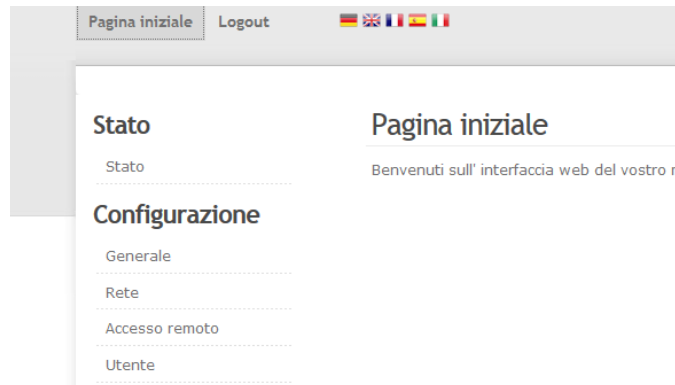 Pagina iniziale Logout
Stato
Stato
Configurazione
Generale
Rete
Accesso remoto
Utente
Pagina iniziale
Benvenuti sull' interfaccia web del vostro